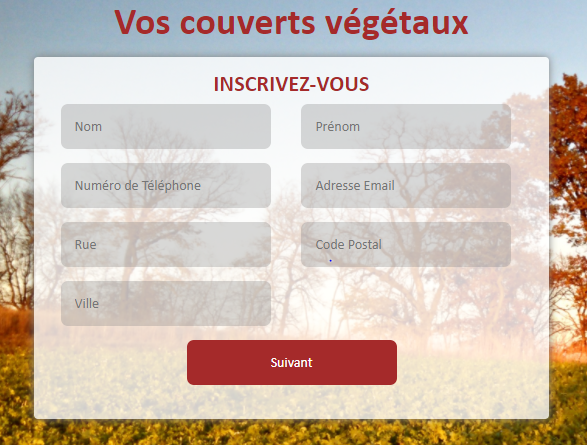 Vos couverts végétaux
INSCRIVEZ-VOUS
Nom
Prénom
Numéro de Téléphone
Adresse Email
Rue
Code Postal
Ville
Suivant